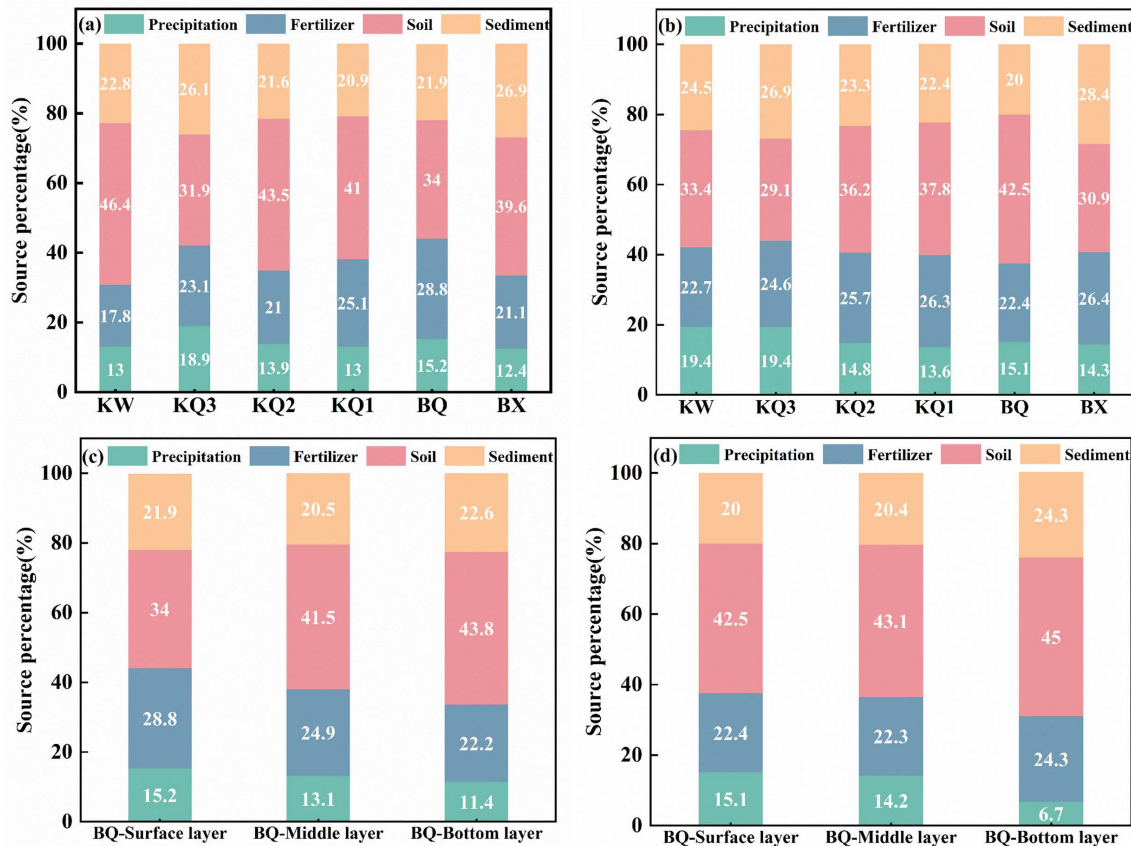 (a) Precipitation Fertilizer Soil Sediment
Source percentage(%)
100
80
60
40
20
0
22.8 26.1 21.6 20.9 21.9 26.9
46.4 31.9 43.5 41 34 39.6
17.8 23.1 21 25.1 28.8 21.1
13 18.9 13.9 13 15.2 12.4
KW KQ3 KQ2 KQ1 BQ BX
(b) Precipitation Fertilizer Soil Sediment
Source percentage(%)
100
80
60
40
20
0
24.5 26.9 23.3 22.4 20 28.4
33.4 29.1 36.2 37.8 42.5 30.9
22.7 24.6 25.7 26.3 22.4 26.4
19.4 19.4 14.8 13.6 15.1 14.3
KW KQ3 KQ2 KQ1 BQ BX
(c) Precipitation Fertilizer Soil Sediment
Source percentage(%)
100
80
60
40
20
0
21.9 20.5 22.6
34 41.5 43.8
28.8 24.9 22.2
15.2 13.1 11.4
BQ-Surface layer BQ-Middle layer BQ-Bottom layer
(d) Precipitation Fertilizer Soil Sediment
Source percentage(%)
100
80
60
40
20
0
20 20.4 24.3
42.5 43.1 45
22.4 22.3 24.3
15.1 14.2 6.7
BQ-Surface layer BQ-Middle layer BQ-Bottom layer